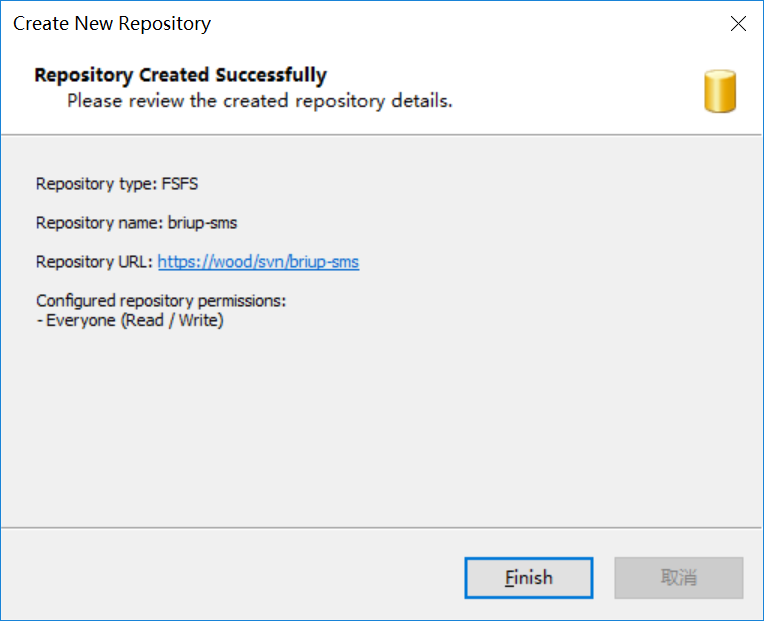 Create New Repository
Repository Created Successfully
Please review the created repository details.
Repository type: FSFS
Repository name: briup-sms
Repository URL: https://wood/svn/briup-sms
Configured repository permissions:
- Everyone (Read / Write)
Finish
取消